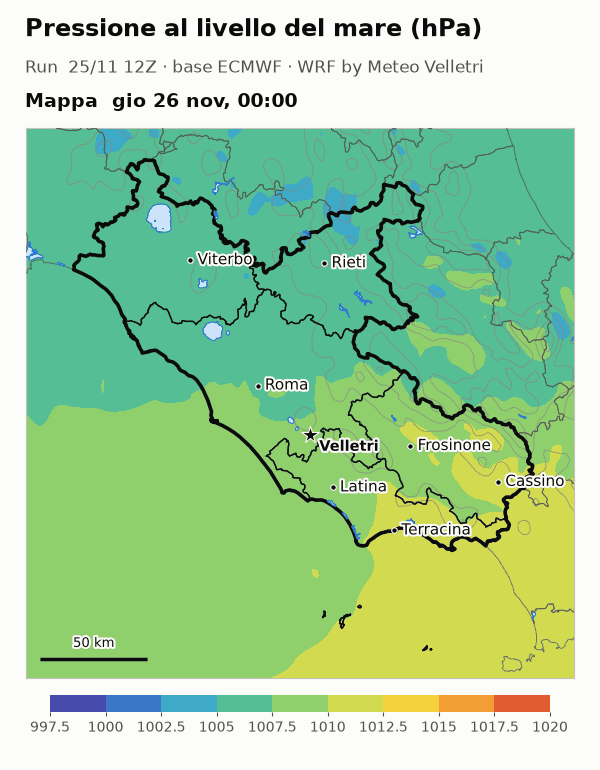 Pressione al livello del mare (hPa)
Run  25/11 12Z · base ECMWF · WRF by Meteo Velletri
Mappa  gio 26 nov, 00:00
Viterbo
Rieti
Roma
Velletri
Frosinone
Latina
Cassino
Terracina
50 km
997.5 1000 1002.5 1005 1007.5 1010 1012.5 1015 1017.5 1020